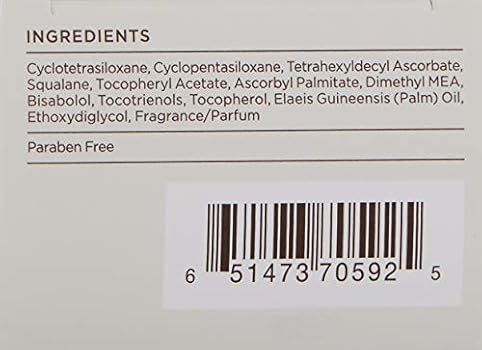 INGREDIENTS
Cyclotetrasiloxane, Cyclopentasiloxane, Tetrahexyldecyl Ascorbate,
Squalane, Tocopheryl Acetate, Ascorbyl Palmitate, Dimethyl MEA,
Bisabolol, Tocotrienols, Tocopherol, Elaeis Guineensis (Palm) Oil,
Ethoxydiglycol, Fragrance/Parfum
Paraben Free
6 51473 70592 5